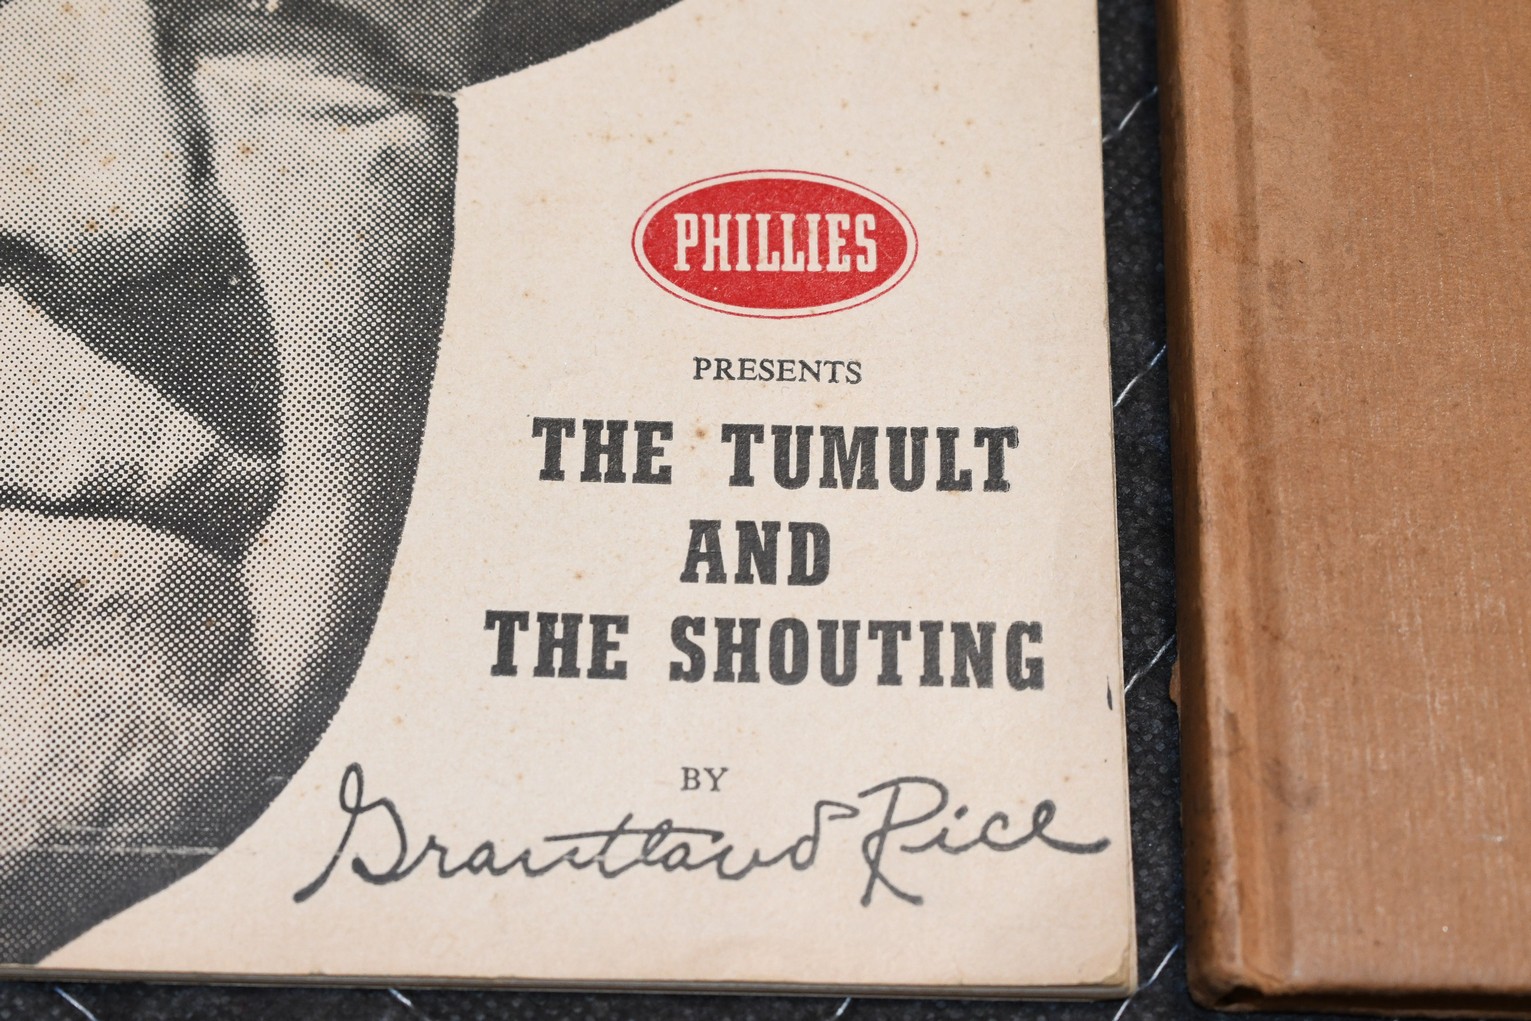 PHILLIES
PRESENTS
THE TUMULT
AND
THE SHOUTING
BY
Grantland Rice